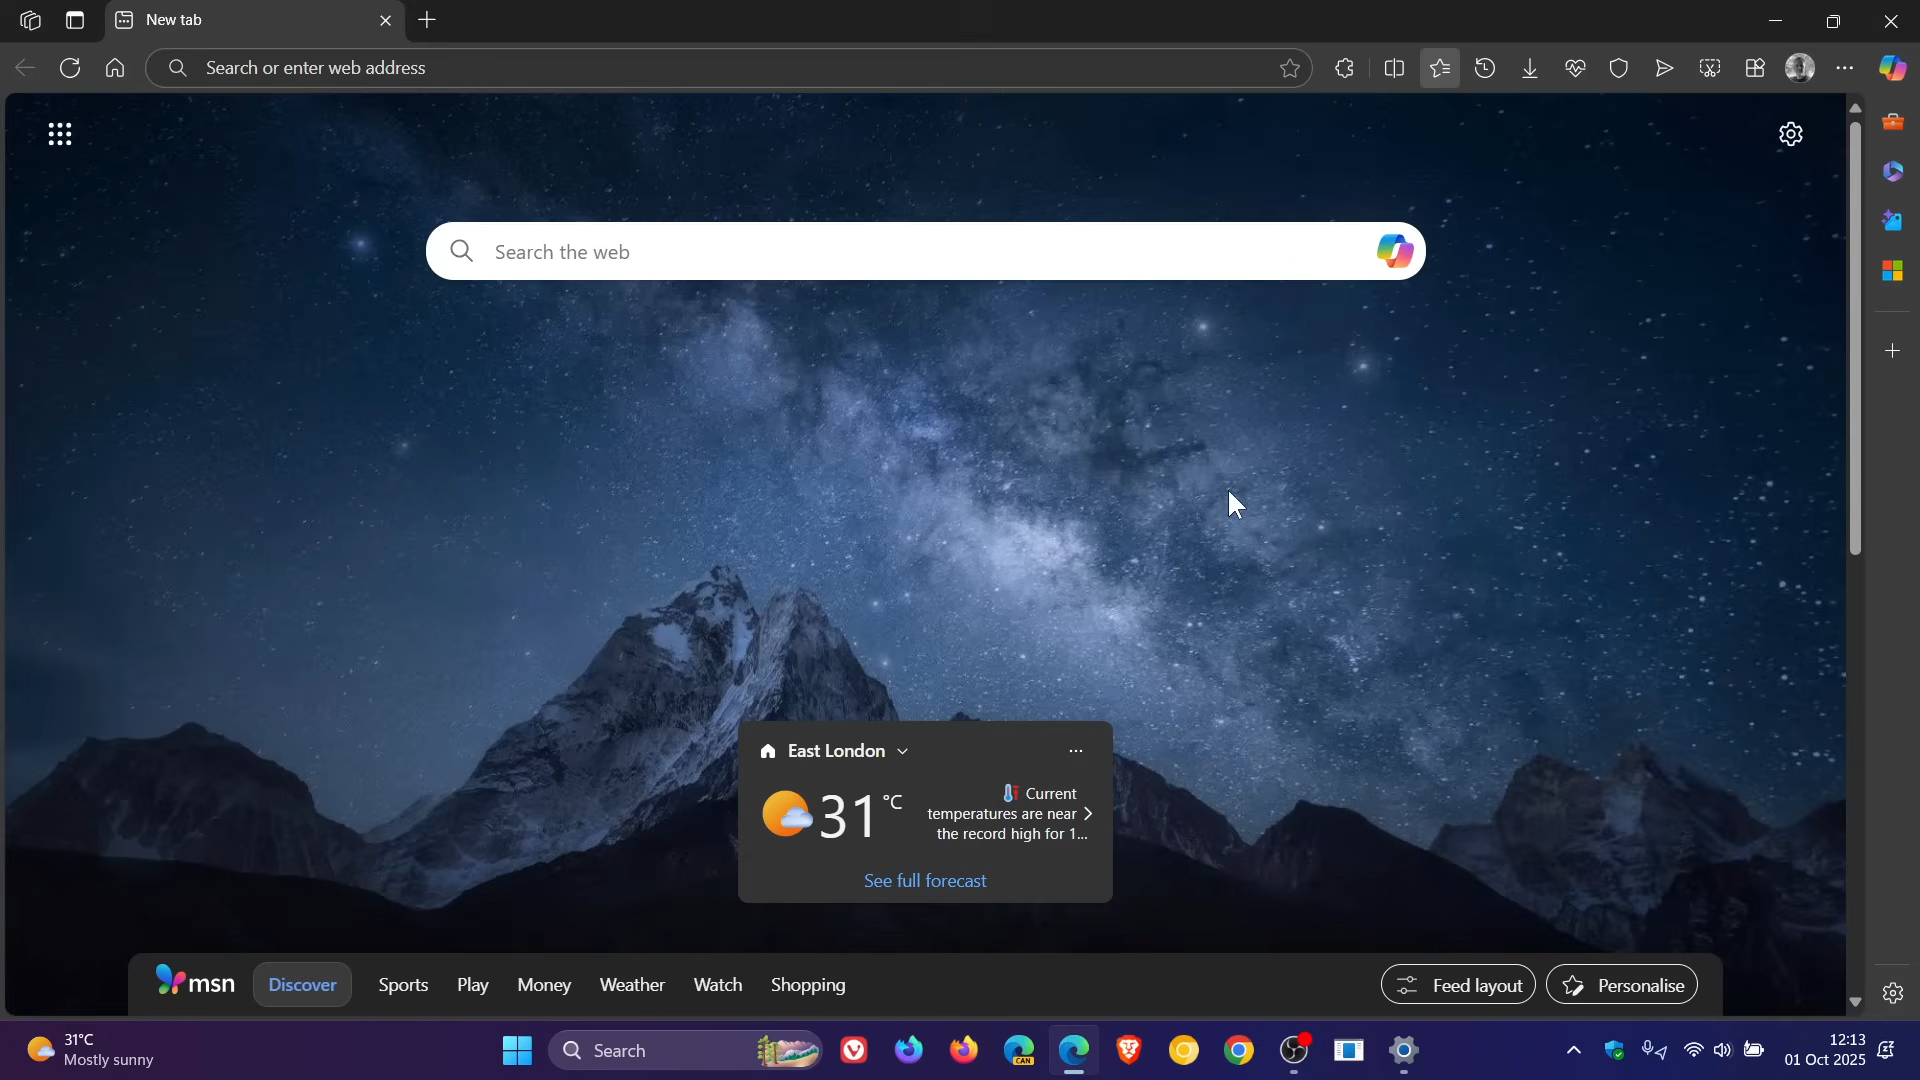 New tab
Search or enter web address
Search the web
East London
31 °C
Current
temperatures are near
the record high for 1...
See full forecast
msn
Discover
Sports
Play
Money
Weather
Watch
Shopping
Feed layout
Personalise
31°C
Mostly sunny
Search
CAN
12:13
01 Oct 2025